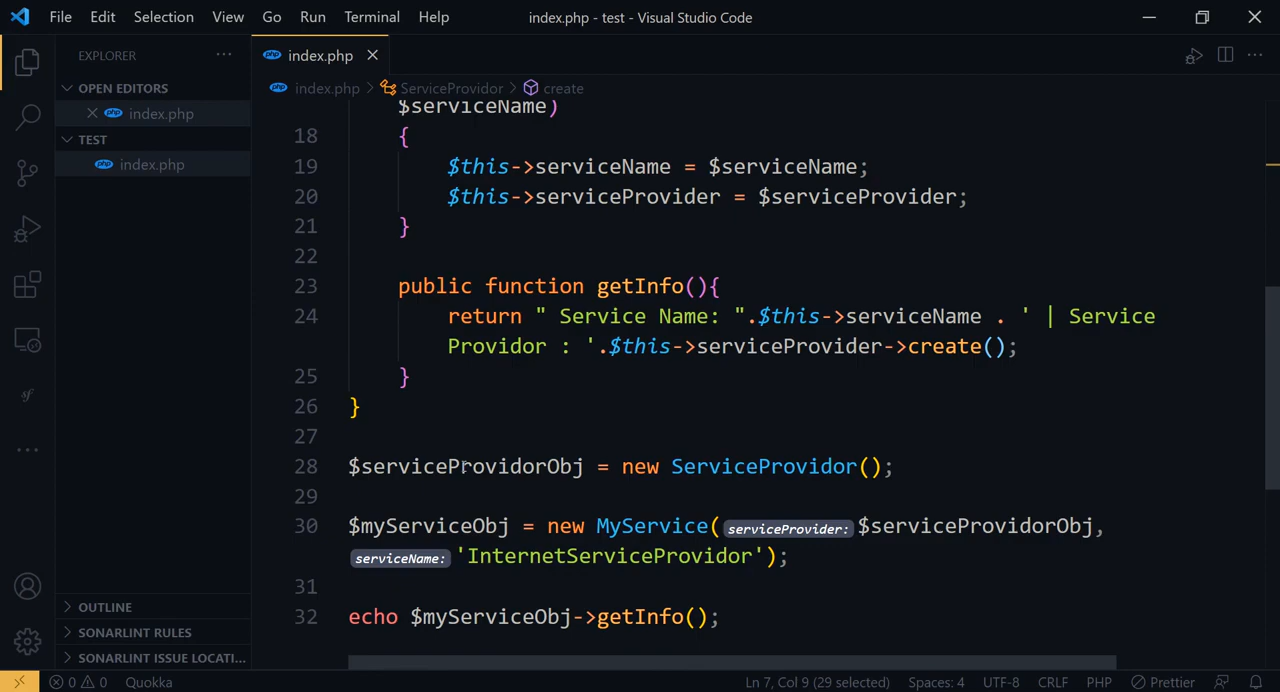 File Edit Selection View Go Run Terminal Help index.php - test - Visual Studio Code
EXPLORER
OPEN EDITORS
index.php
TEST
index.php
index.php
index.php > ServiceProvidor > create
$serviceName)
18 {
19 $this->serviceName = $serviceName;
20 $this->serviceProvider = $serviceProvider;
21 }
22
23 public function getInfo(){
24 return " Service Name: ".$this->serviceName . ' | Service
Providor : '.$this->serviceProvider->create();
25 }
26 }
27
28 $serviceProvidorObj = new ServiceProvidor();
29
30 $myServiceObj = new MyService( serviceProvider: $serviceProvidorObj,
serviceName: 'InternetServiceProvidor');
31
32 echo $myServiceObj->getInfo();
OUTLINE
SONARLINT RULES
SONARLINT ISSUE LOCATI...
0 0 Quokka Ln 7, Col 9 (29 selected) Spaces: 4 UTF-8 CRLF PHP Prettier